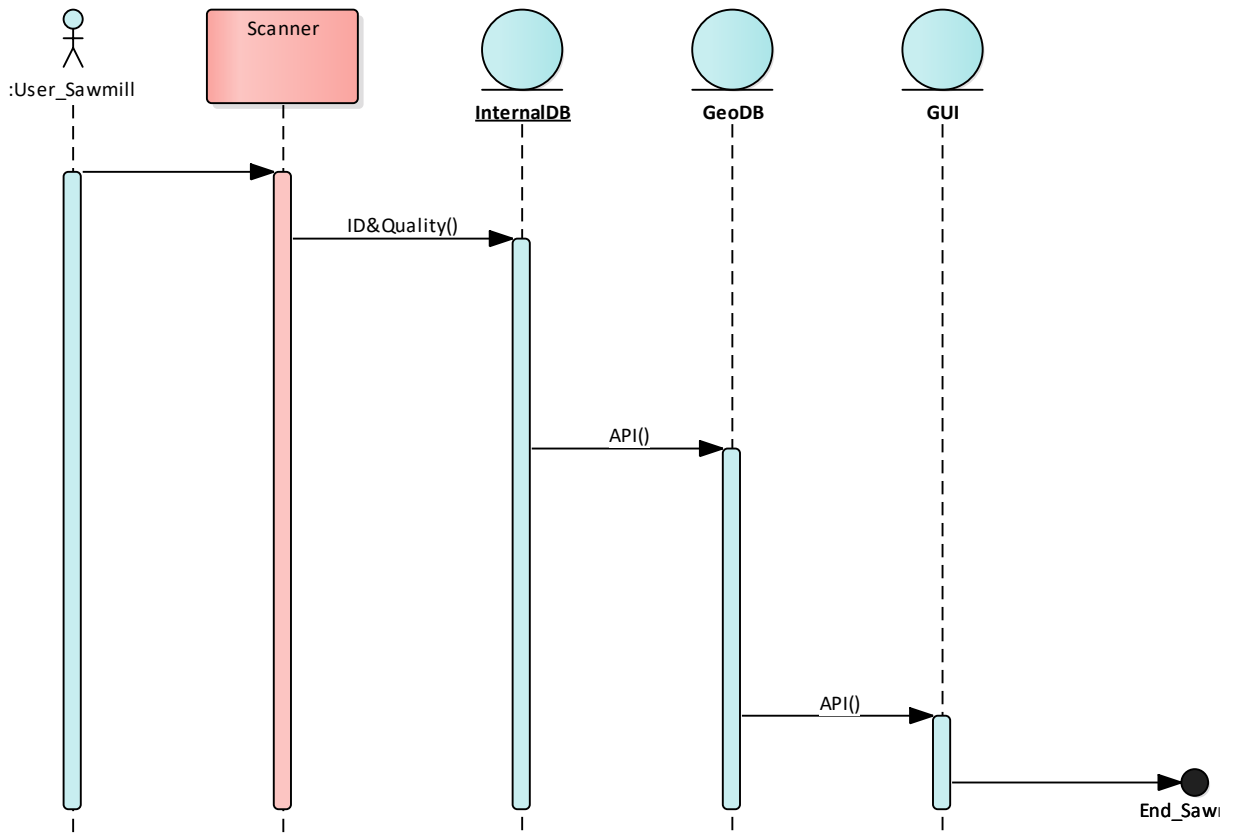 Scanner
:User_Sawmill
InternalDB
GeoDB
GUI
ID&Quality()
API()
API()